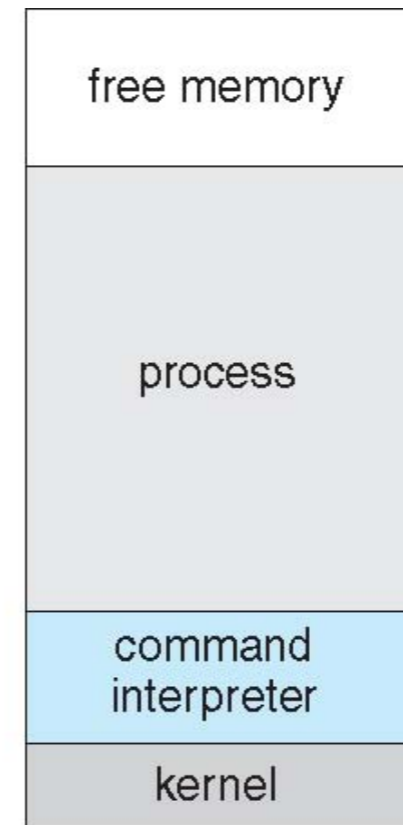 free memory
process
command
interpreter
kernel